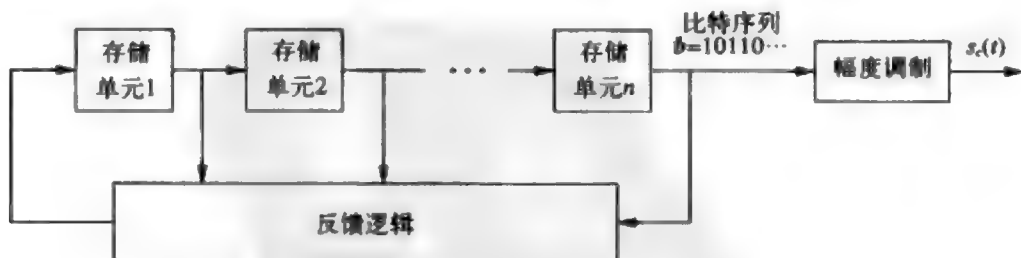 存储
单元1
存储
单元2
···
存储
单元n
比特序列
b=10110···
幅度调制
s_c(t)
反馈逻辑